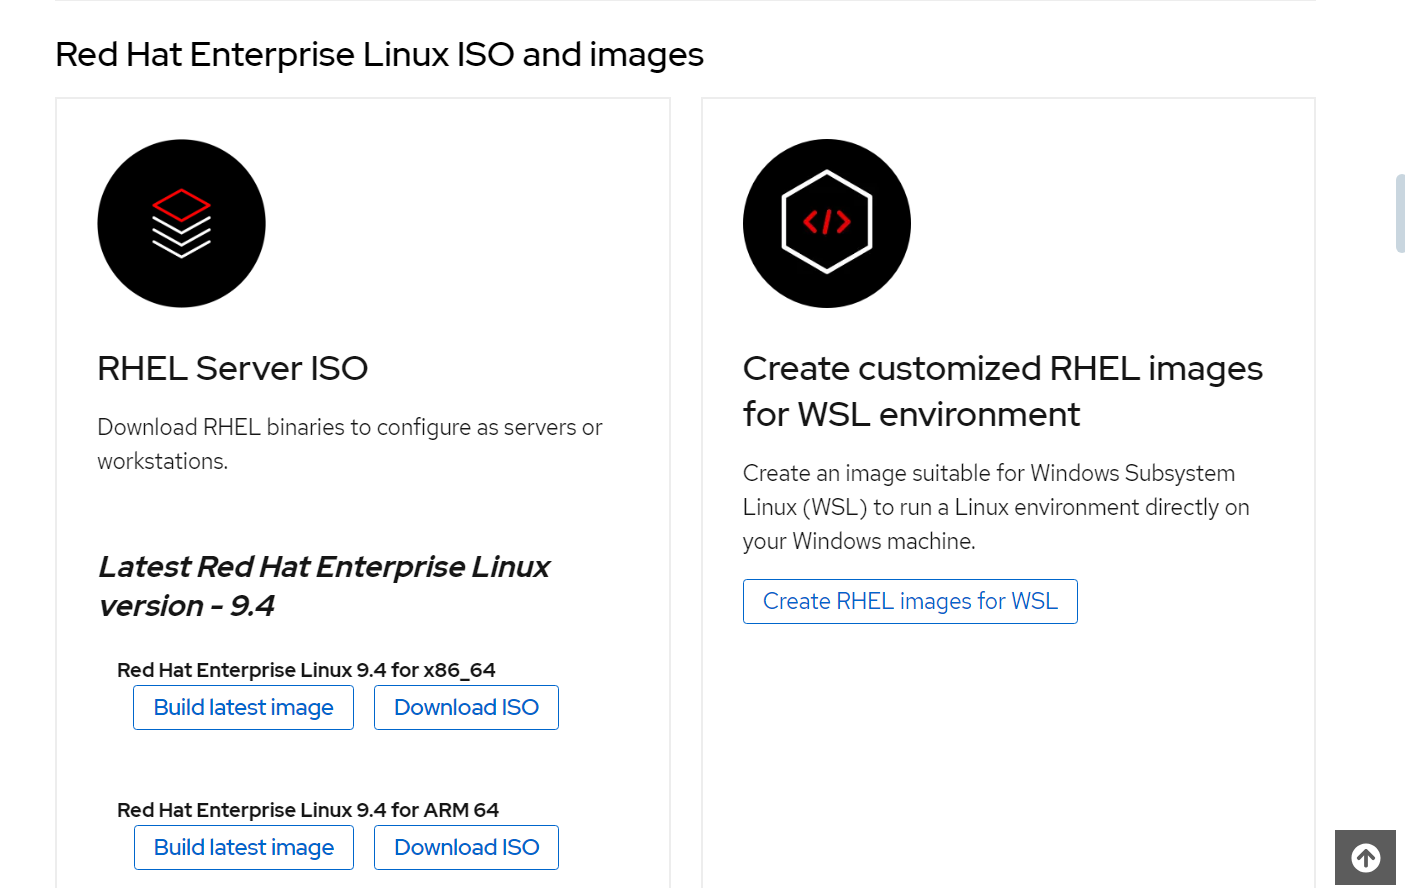 Red Hat Enterprise Linux ISO and images
RHEL Server ISO
Download RHEL binaries to configure as servers or
workstations.
Latest Red Hat Enterprise Linux
version - 9.4
Red Hat Enterprise Linux 9.4 for x86_64
Build latest image
Download ISO
Red Hat Enterprise Linux 9.4 for ARM 64
Build latest image
Download ISO
</>
Create customized RHEL images
for WSL environment
Create an image suitable for Windows Subsystem
Linux (WSL) to run a Linux environment directly on
your Windows machine.
Create RHEL images for WSL